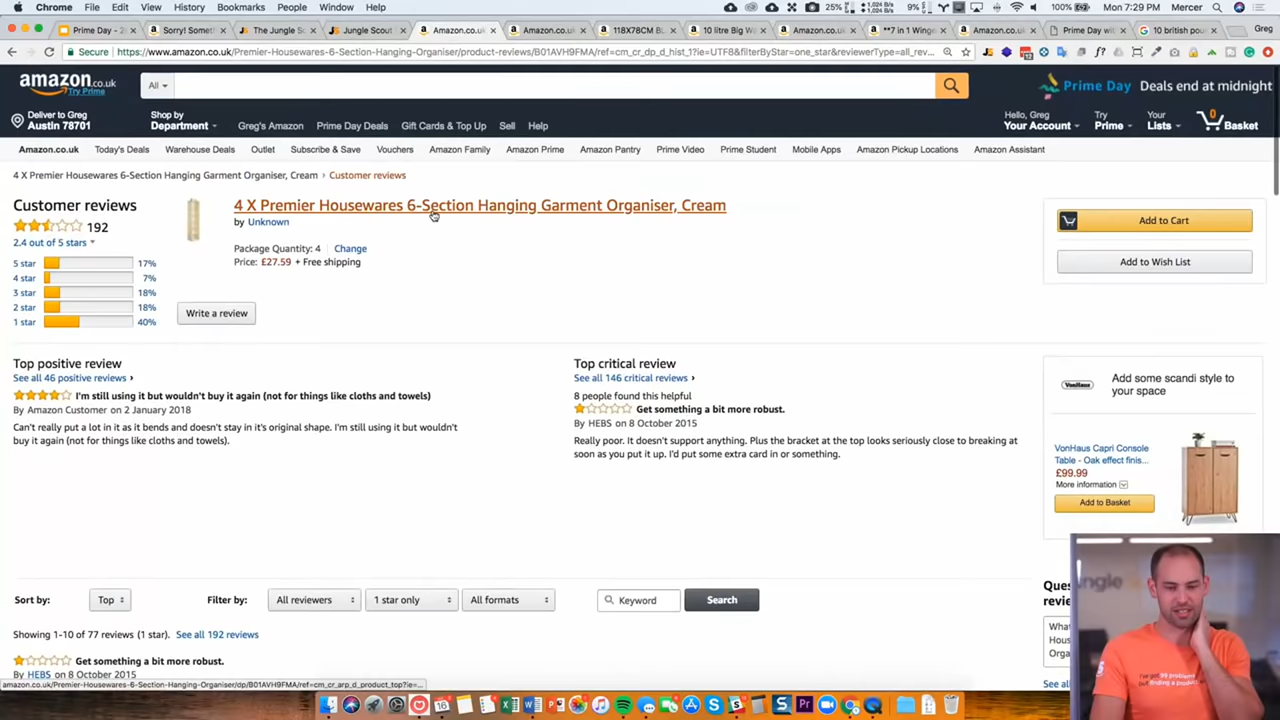 Chrome File Edit View History Bookmarks People Window Help 25% 1,024 B/s 1,024 B/s 9% 0 B/s 0 B/s 100% Mon 7:29 PM Mercer
Prime Day - 2 Sorry! Somet The Jungle Sc Jungle Scout Amazon.co.uk Amazon.co.uk 118X78CM BL 10 litre Big Wa Amazon.co.uk **7 in 1 Winge Amazon.co.uk Prime Day wit 10 british pou Greg
Secure https://www.amazon.co.uk/Premier-Housewares-6-Section-Hanging-Organiser/product-reviews/B01AVH9FMA/ref=cm_cr_dp_d_hist_1?ie=UTF8&filterByStar=one_star&reviewerType=all_rev...
amazon.co.uk
Try Prime
All
Prime Day Deals end at midnight
Deliver to Greg
Austin 78701
Shop by
Department
Greg's Amazon Prime Day Deals Gift Cards & Top Up Sell Help
Hello, Greg
Your Account
Try
Prime
Your
Lists
0
Basket
Amazon.co.uk Today's Deals Warehouse Deals Outlet Subscribe & Save Vouchers Amazon Family Amazon Prime Amazon Pantry Prime Video Prime Student Mobile Apps Amazon Pickup Locations Amazon Assistant
4 X Premier Housewares 6-Section Hanging Garment Organiser, Cream › Customer reviews
Customer reviews
192
2.4 out of 5 stars
5 star 17%
4 star 7%
3 star 18%
2 star 18%
1 star 40%
4 X Premier Housewares 6-Section Hanging Garment Organiser, Cream
by Unknown
Package Quantity: 4 Change
Price: £27.59 + Free shipping
Write a review
Add to Cart
Add to Wish List
Top positive review
See all 46 positive reviews ›
I'm still using it but wouldn't buy it again (not for things like cloths and towels)
By Amazon Customer on 2 January 2018
Can't really put a lot in it as it bends and doesn't stay in it's original shape. I'm still using it but wouldn't
buy it again (not for things like cloths and towels).
Top critical review
See all 146 critical reviews ›
8 people found this helpful
Get something a bit more robust.
By HEBS on 8 October 2015
Really poor. It doesn't support anything. Plus the bracket at the top looks seriously close to breaking at
soon as you put it up. I'd put some extra card in or something.
VonHaus
Add some scandi style to
your space
VonHaus Capri Console
Table - Oak effect finis...
£99.99
More information
Add to Basket
Sort by: Top Filter by: All reviewers 1 star only All formats Keyword Search
Showing 1-10 of 77 reviews (1 star). See all 192 reviews
Get something a bit more robust.
By HEBS on 8 October 2015
Ques
revie
What
Hous
Orga
See all
amazon.co.uk/Premier-Housewares-6-Section-Hanging-Organiser/dp/B01AVH9FMA/ref=cm_cr_arp_d_product_top?ie=...
16